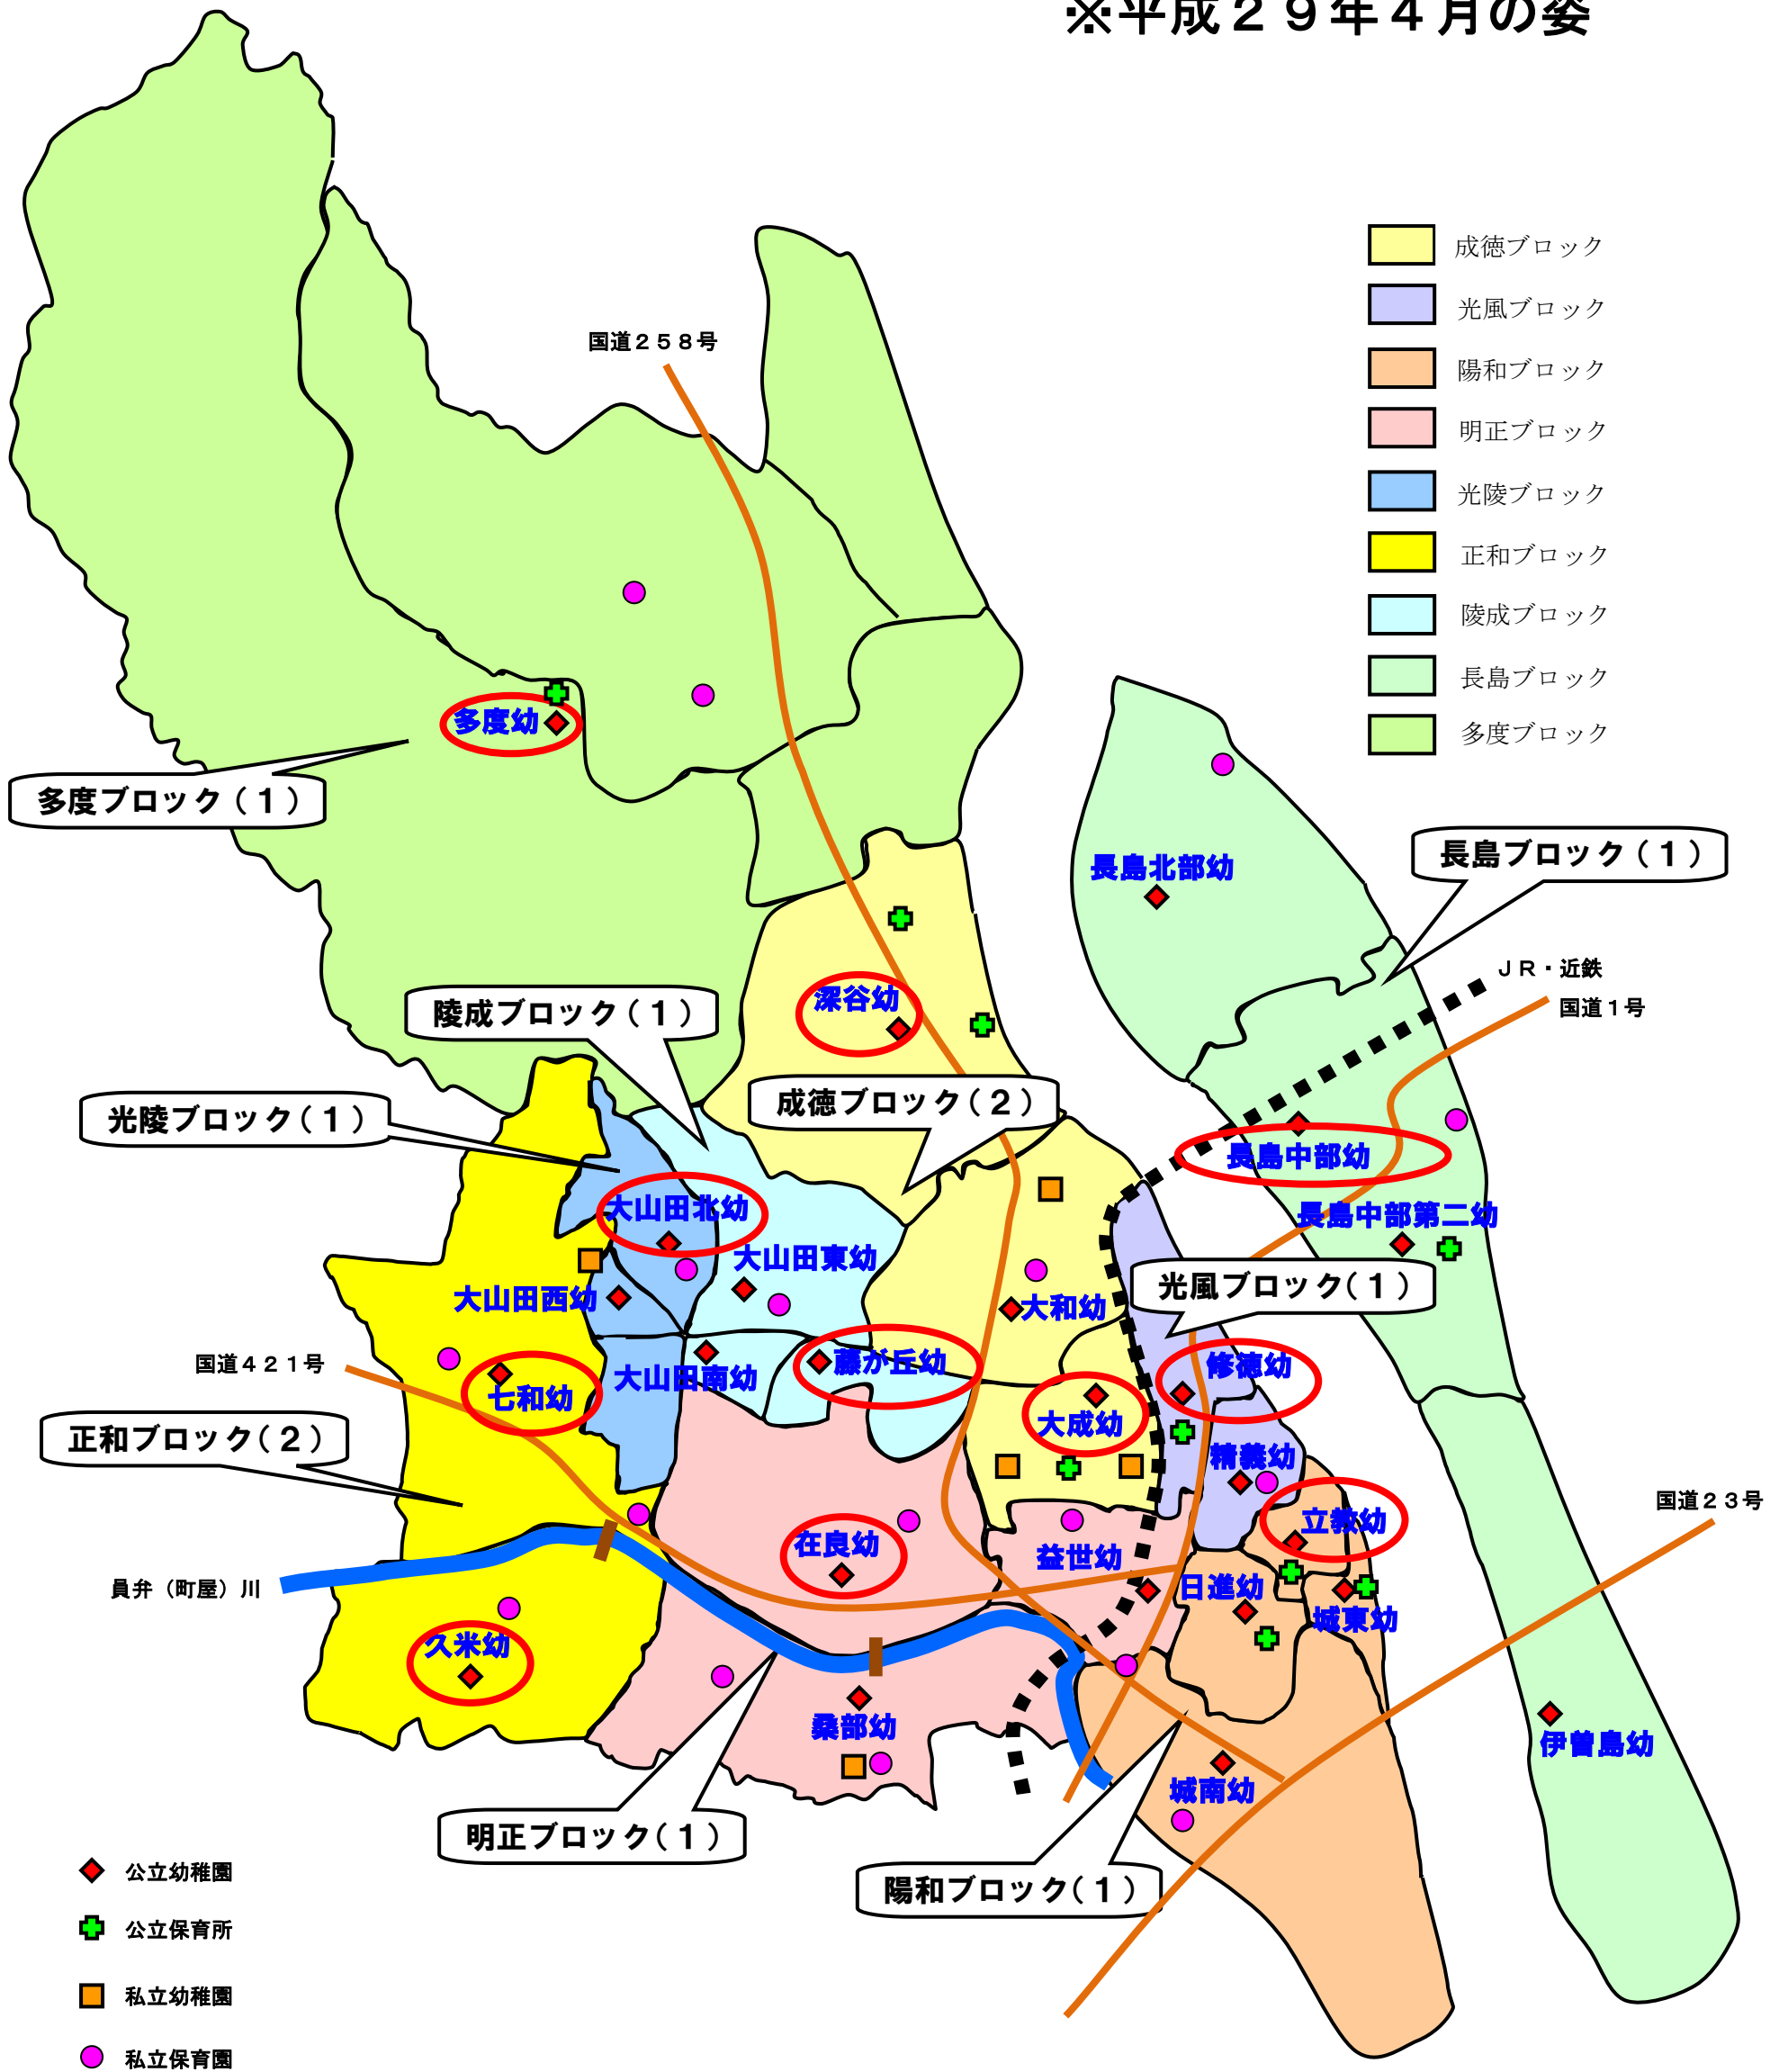 ※平成２９年４月の姿
成徳ブロック
光風ブロック
陽和ブロック
明正ブロック
光陵ブロック
正和ブロック
陵成ブロック
長島ブロック
多度ブロック
国道２５８号
多度幼
多度ブロック（１）
長島ブロック（１）
長島北部幼
ＪＲ・近鉄
国道１号
深谷幼
陵成ブロック（１）
成徳ブロック（２）
光陵ブロック（１）
長島中部幼
大山田北幼
長島中部第二幼
大山田東幼
光風ブロック（１）
大山田西幼
大和幼
国道４２１号
藤が丘幼
修徳幼
大山田南幼
七和幼
大成幼
正和ブロック（２）
精義幼
国道２３号
立教幼
在良幼
益世幼
員弁（町屋）川
日進幼
城東幼
久米幼
桑部幼
伊曽島幼
城南幼
明正ブロック（１）
陽和ブロック（１）
公立幼稚園
公立保育所
私立幼稚園
私立保育園